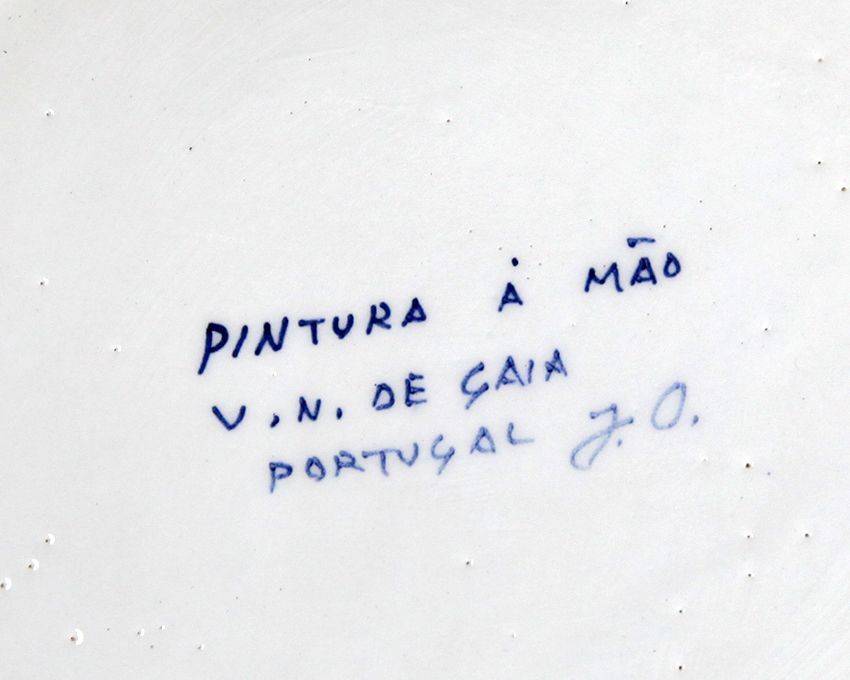 PINTURA À MÃO
V.N. DE GAIA
PORTUGAL J.O.